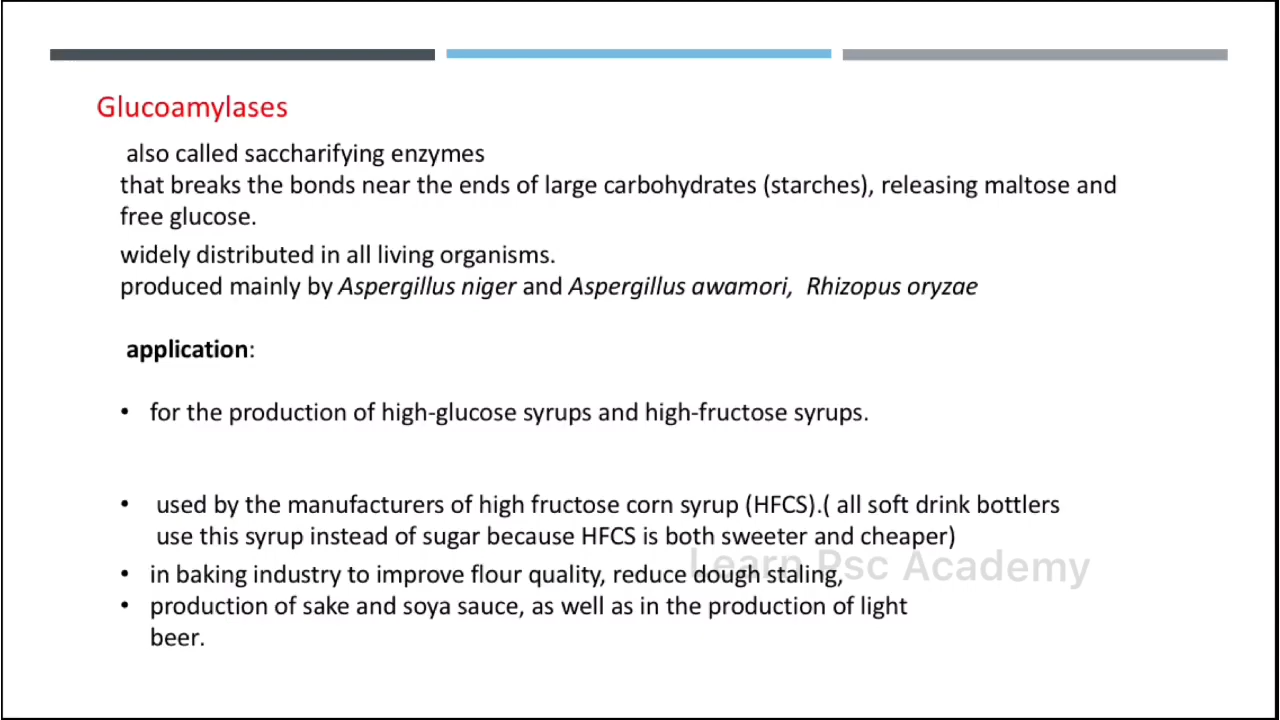 Glucoamylases
also called saccharifying enzymes
that breaks the bonds near the ends of large carbohydrates (starches), releasing maltose and
free glucose.
widely distributed in all living organisms.
produced mainly by Aspergillus niger and Aspergillus awamori, Rhizopus oryzae
application:
• for the production of high-glucose syrups and high-fructose syrups.
• used by the manufacturers of high fructose corn syrup (HFCS).( all soft drink bottlers
use this syrup instead of sugar because HFCS is both sweeter and cheaper)
Learn Psc Academy
• in baking industry to improve flour quality, reduce dough staling,
• production of sake and soya sauce, as well as in the production of light
beer.